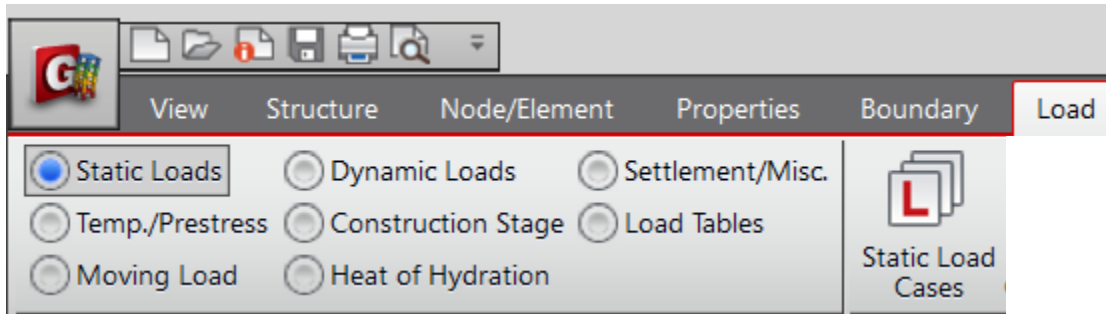 G
View Structure Node/Element Properties Boundary Load
Static Loads Dynamic Loads Settlement/Misc.
Temp./Prestress Construction Stage Load Tables
Moving Load Heat of Hydration
L
Static Load
Cases